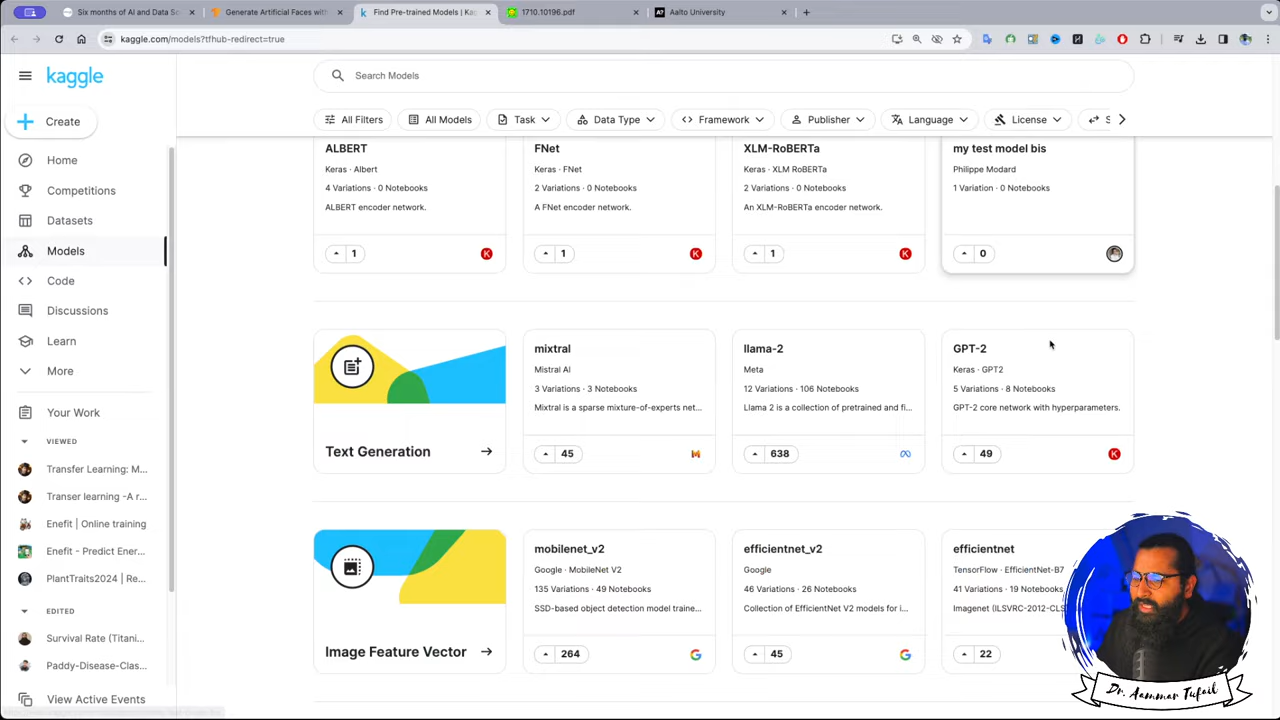 Six months of AI and Data Sc
Generate Artificial Faces with
Find Pre-trained Models | Kag
1710.10196.pdf
Aalto University
kaggle.com/models?tfhub-redirect=true
kaggle
Search Models
Create
All Filters
All Models
Task
Data Type
Framework
Publisher
Language
License
S
Home
Competitions
Datasets
Models
Code
Discussions
Learn
More
Your Work
VIEWED
Transfer Learning: M...
Transer learning -A r...
Enefit | Online training
Enefit - Predict Ener...
PlantTraits2024 | Re...
EDITED
Survival Rate (Titani...
Paddy-Disease-Clas...
View Active Events
ALBERT
Keras · Albert
4 Variations · 0 Notebooks
ALBERT encoder network.
1
FNet
Keras · FNet
2 Variations · 0 Notebooks
A FNet encoder network.
1
XLM-RoBERTa
Keras · XLM RoBERTa
2 Variations · 0 Notebooks
An XLM-RoBERTa encoder network.
1
my test model bis
Philippe Modard
1 Variation · 0 Notebooks
0
Text Generation
mixtral
Mistral AI
3 Variations · 3 Notebooks
Mixtral is a sparse mixture-of-experts net...
45
llama-2
Meta
12 Variations · 106 Notebooks
Llama 2 is a collection of pretrained and fi...
638
GPT-2
Keras · GPT2
5 Variations · 8 Notebooks
GPT-2 core network with hyperparameters.
49
Image Feature Vector
mobilenet_v2
Google · MobileNet V2
135 Variations · 49 Notebooks
SSD-based object detection model traine...
264
efficientnet_v2
Google
46 Variations · 26 Notebooks
Collection of EfficientNet V2 models for i...
45
efficientnet
TensorFlow · EfficientNet-B7
41 Variations · 19 Notebooks
Imagenet (ILSVRC-2012-CLS
22
Dr. Aammar Tufail